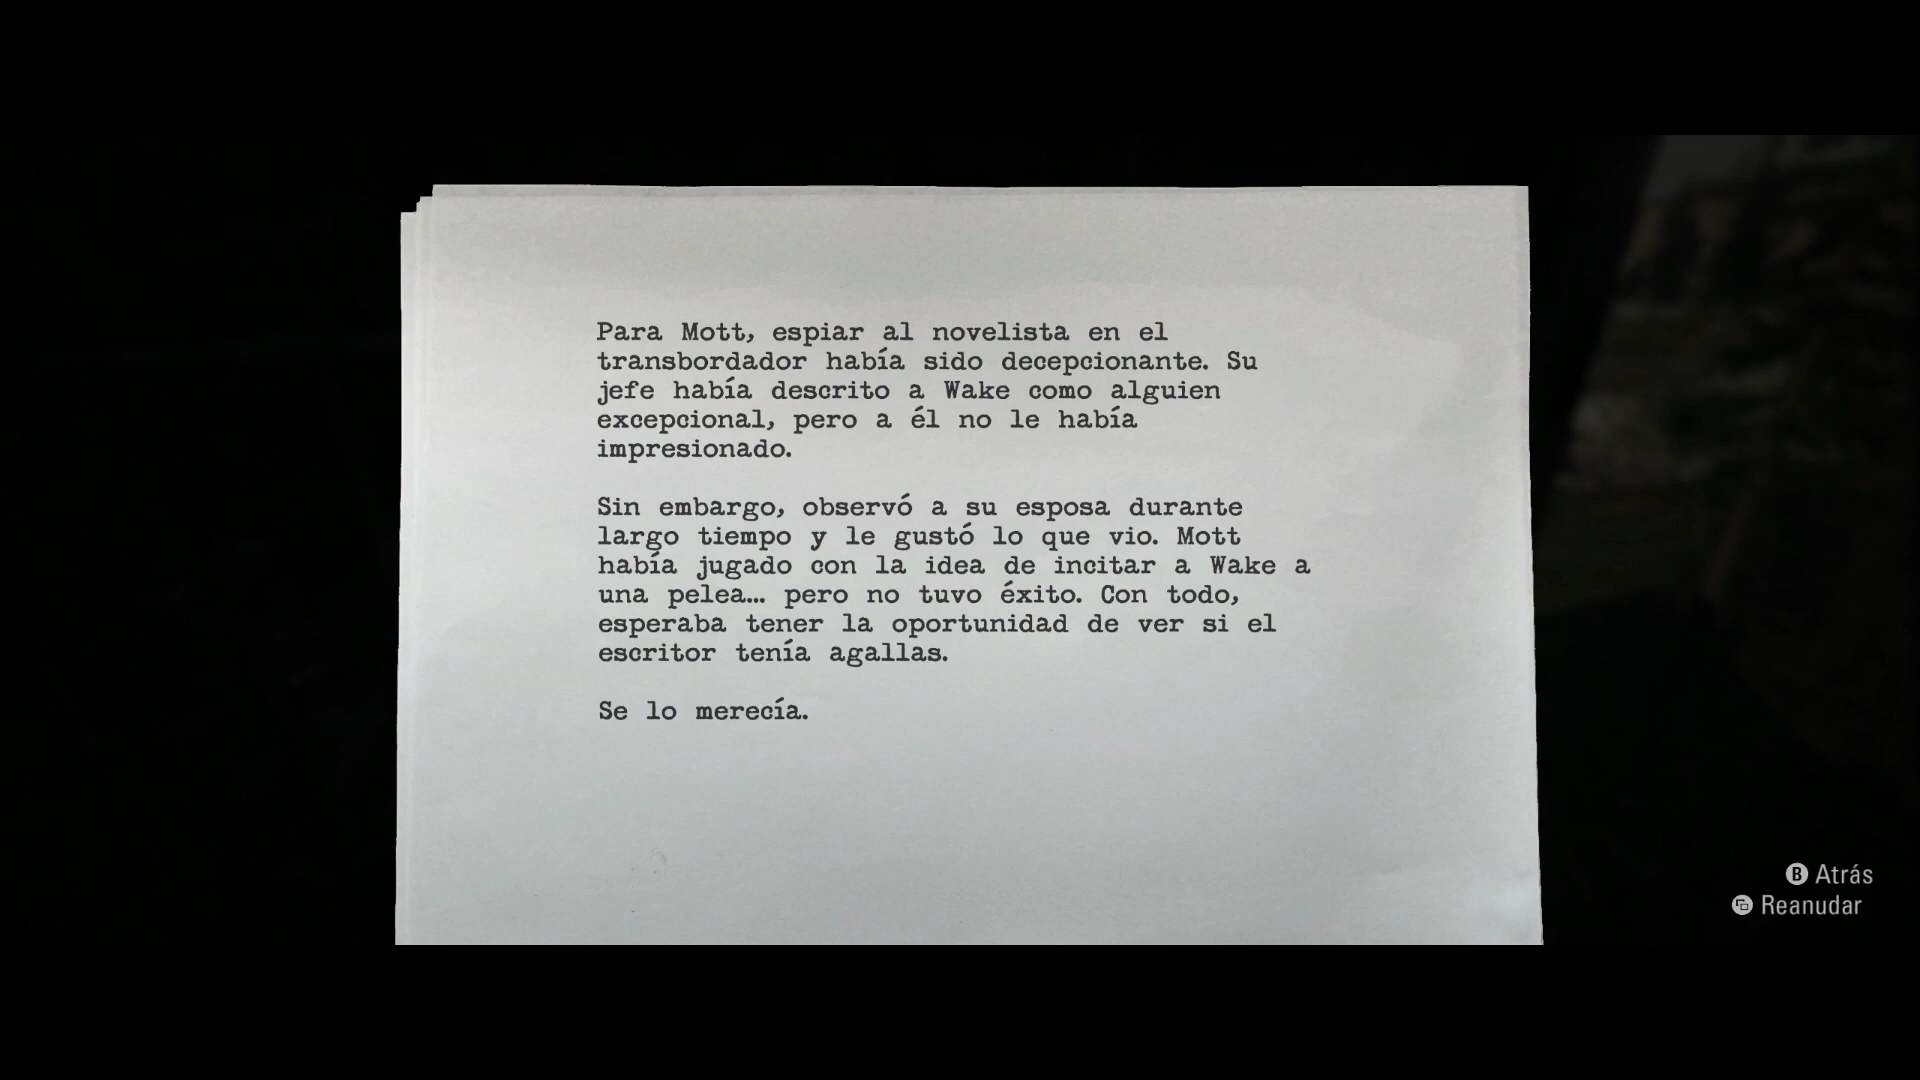 Para Mott, espiar al novelista en el
transbordador había sido decepcionante. Su
jefe había descrito a Wake como alguien
excepcional, pero a él no le había
impresionado.
Sin embargo, observó a su esposa durante
largo tiempo y le gustó lo que vio. Mott
había jugado con la idea de incitar a Wake a
una pelea… pero no tuvo éxito. Con todo,
esperaba tener la oportunidad de ver si el
escritor tenía agallas.
Se lo merecía.
B Atrás
Reanudar